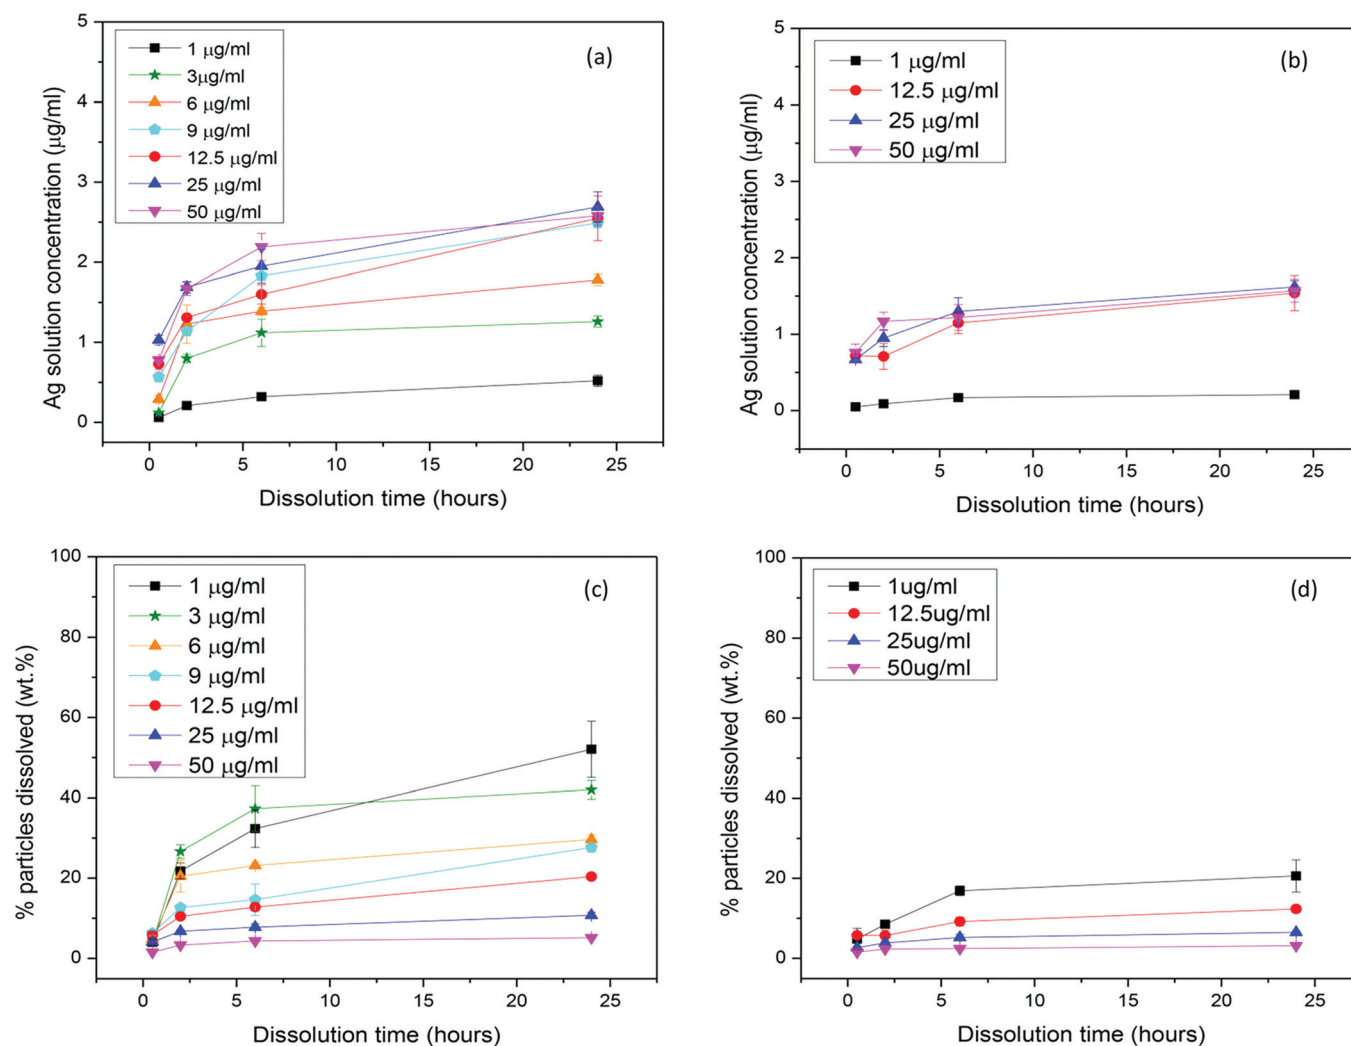 (a)
1 μg/ml
3μg/ml
6 μg/ml
9 μg/ml
12.5 μg/ml
25 μg/ml
50 μg/ml
5
4
3
2
1
0
Ag solution concentration (μg/ml)
0 5 10 15 20 25
Dissolution time (hours)
(b)
1 μg/ml
12.5 μg/ml
25 μg/ml
50 μg/ml
5
4
3
2
1
0
Ag solution concentration (μg/ml)
0 5 10 15 20 25
Dissolution time (hours)
(c)
1 μg/ml
3 μg/ml
6 μg/ml
9 μg/ml
12.5 μg/ml
25 μg/ml
50 μg/ml
100
80
60
40
20
0
% particles dissolved (wt.%)
0 5 10 15 20 25
Dissolution time (hours)
(d)
1ug/ml
12.5ug/ml
25ug/ml
50ug/ml
100
80
60
40
20
0
% particles dissolved (wt.%)
0 5 10 15 20 25
Dissolution time (hours)